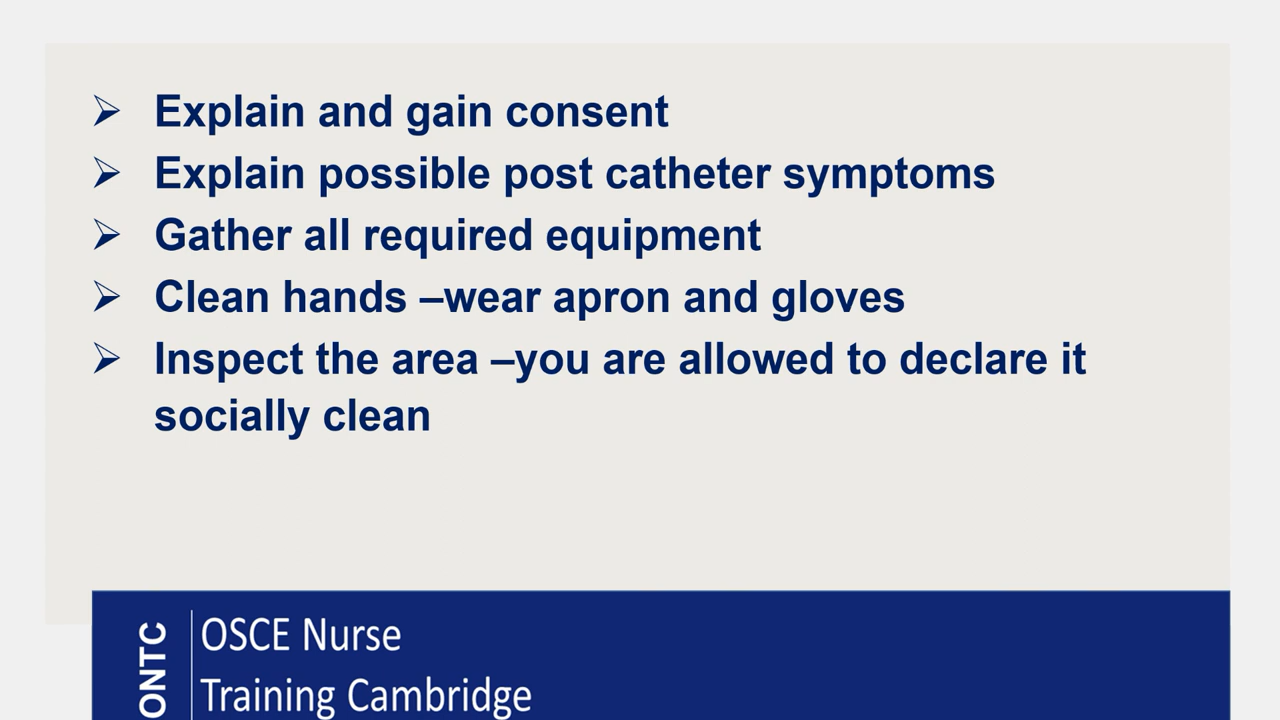 ➢ Explain and gain consent
➢ Explain possible post catheter symptoms
➢ Gather all required equipment
➢ Clean hands –wear apron and gloves
➢ Inspect the area –you are allowed to declare it
socially clean
ONTC
OSCE Nurse
Training Cambridge